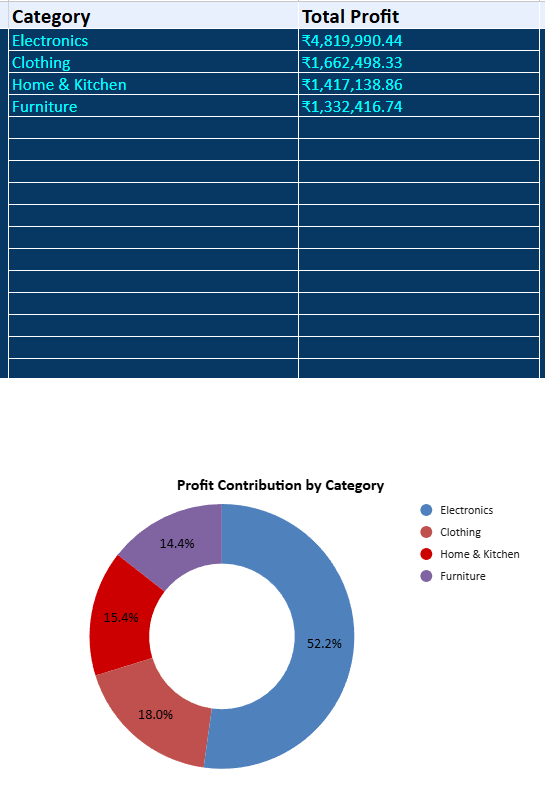 Category Total Profit
Electronics ₹4,819,990.44
Clothing ₹1,662,498.33
Home & Kitchen ₹1,417,138.86
Furniture ₹1,332,416.74
Profit Contribution by Category
Electronics
Clothing
Home & Kitchen
Furniture
14.4%
15.4%
52.2%
18.0%